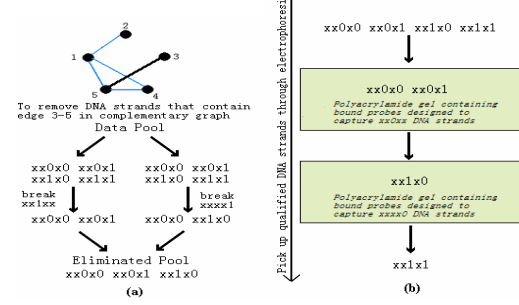 2
1
3
5
4
To remove DNA strands that contain
edge 3-5 in complementary graph
Data Pool
xx0x0 xx0x1
xx1x0 xx1x1
xx0x0 xx0x1
xx1x0 xx1x1
break
xx1xx
break
xxxx1
xx0x0 xx0x1
xx0x0 xx1x0
Eliminated Pool
xx0x0 xx0x1 xx1x0
(a)
Pick up qualified DNA strands through electrophoresis
xx0x0 xx0x1 xx1x0 xx1x1
xx0x0 xx0x1
Polyacrylamide gel containing
bound probes designed to
capture xx0xx DNA strands
xx1x0
Polyacrylamide gel containing
bound probes designed to
capture xxxx0 DNA strands
xx1x1
(b)